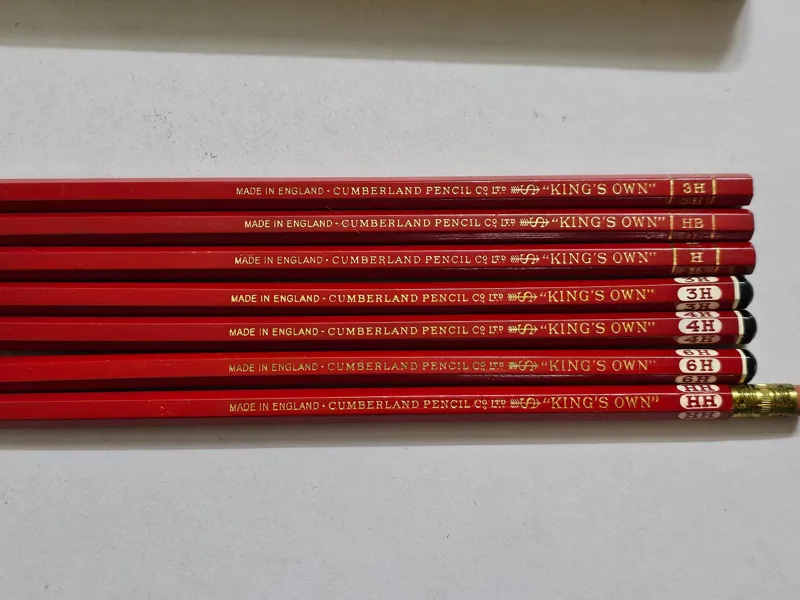 MADE IN ENGLAND · CUMBERLAND PENCIL Co LTD "KING'S OWN" 3H
MADE IN ENGLAND · CUMBERLAND PENCIL Co LTD "KING'S OWN" HB
MADE IN ENGLAND · CUMBERLAND PENCIL Co LTD "KING'S OWN" H
MADE IN ENGLAND · CUMBERLAND PENCIL Co LTD "KING'S OWN" 3H
MADE IN ENGLAND · CUMBERLAND PENCIL Co LTD "KING'S OWN" 4H
MADE IN ENGLAND · CUMBERLAND PENCIL Co LTD "KING'S OWN" 6H
MADE IN ENGLAND · CUMBERLAND PENCIL Co LTD "KING'S OWN" HH